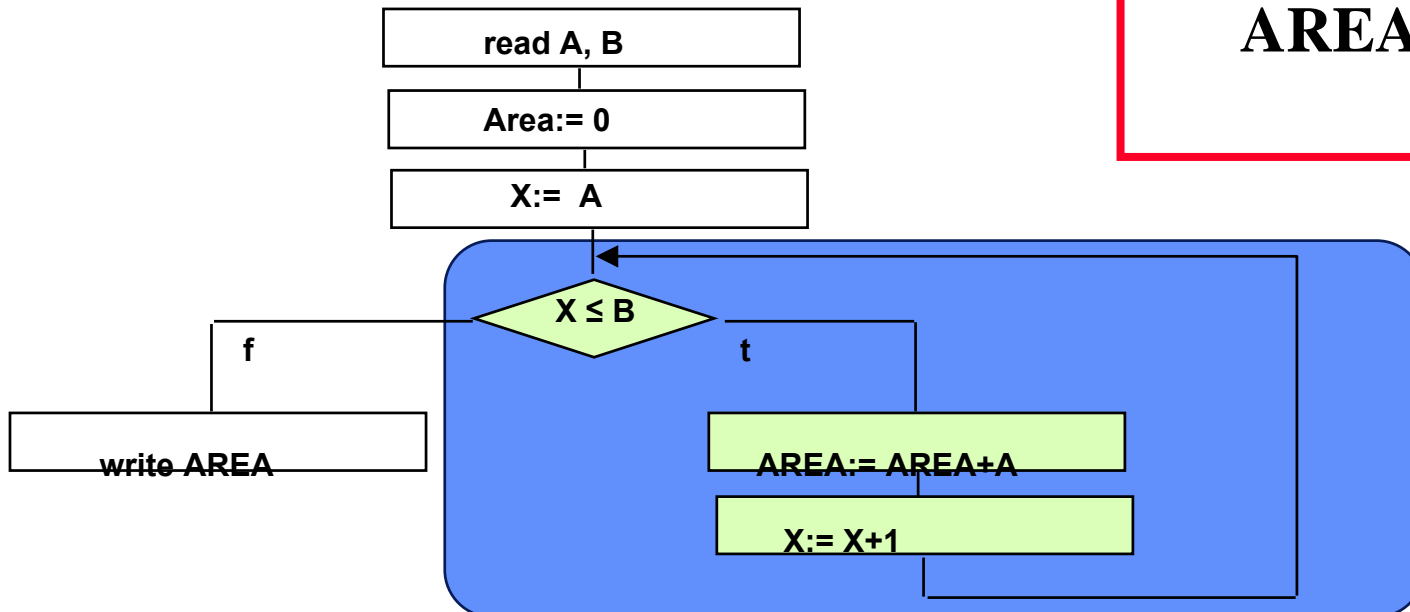 read A, B
AREA
Area:= 0
X:= A
X ≤ B
f
t
write AREA
AREA:= AREA+A
X:= X+1